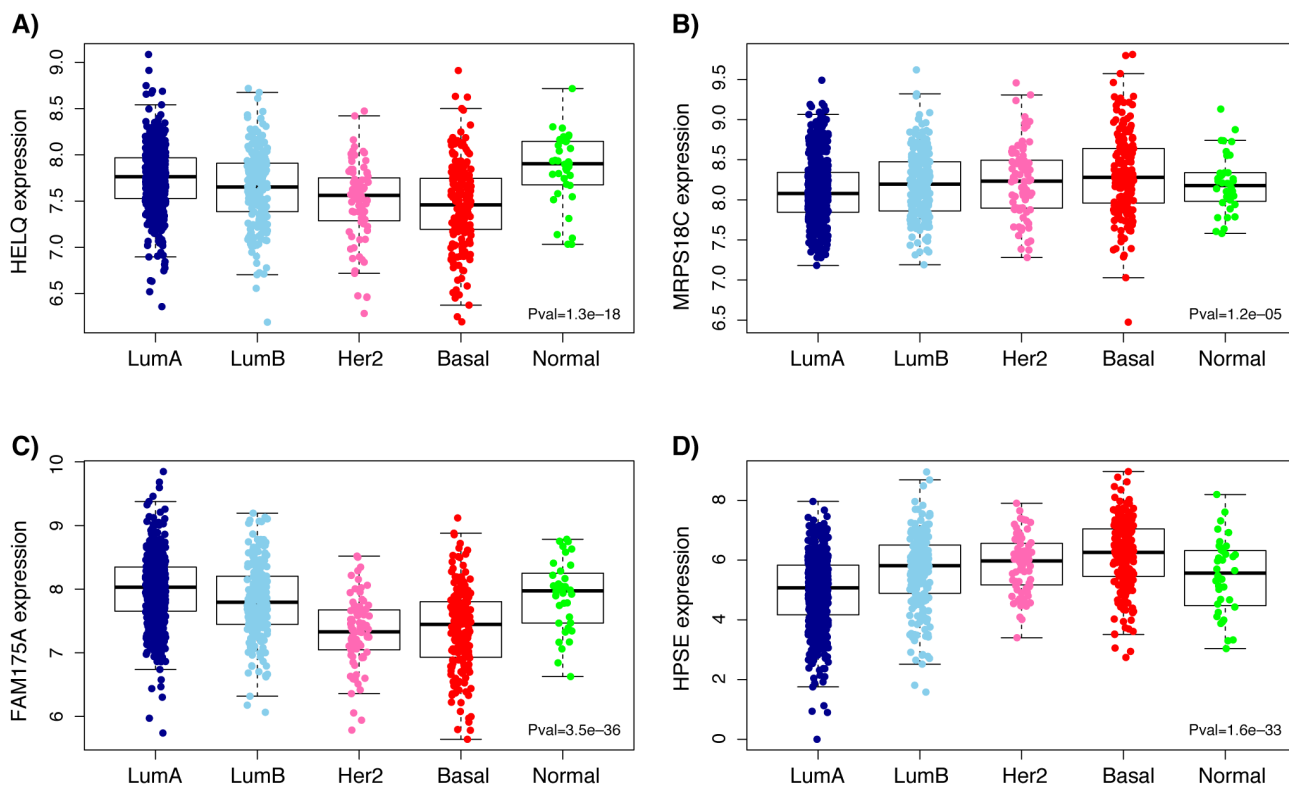 A)
HELQ expression
9.0
8.5
8.0
7.5
7.0
6.5
Pval=1.3e−18
LumA LumB Her2 Basal Normal
B)
MRPS18C expression
9.5
9.0
8.5
8.0
7.5
7.0
6.5
Pval=1.2e−05
LumA LumB Her2 Basal Normal
C)
FAM175A expression
10
9
8
7
6
Pval=3.5e−36
LumA LumB Her2 Basal Normal
D)
HPSE expression
8
6
4
2
0
Pval=1.6e−33
LumA LumB Her2 Basal Normal